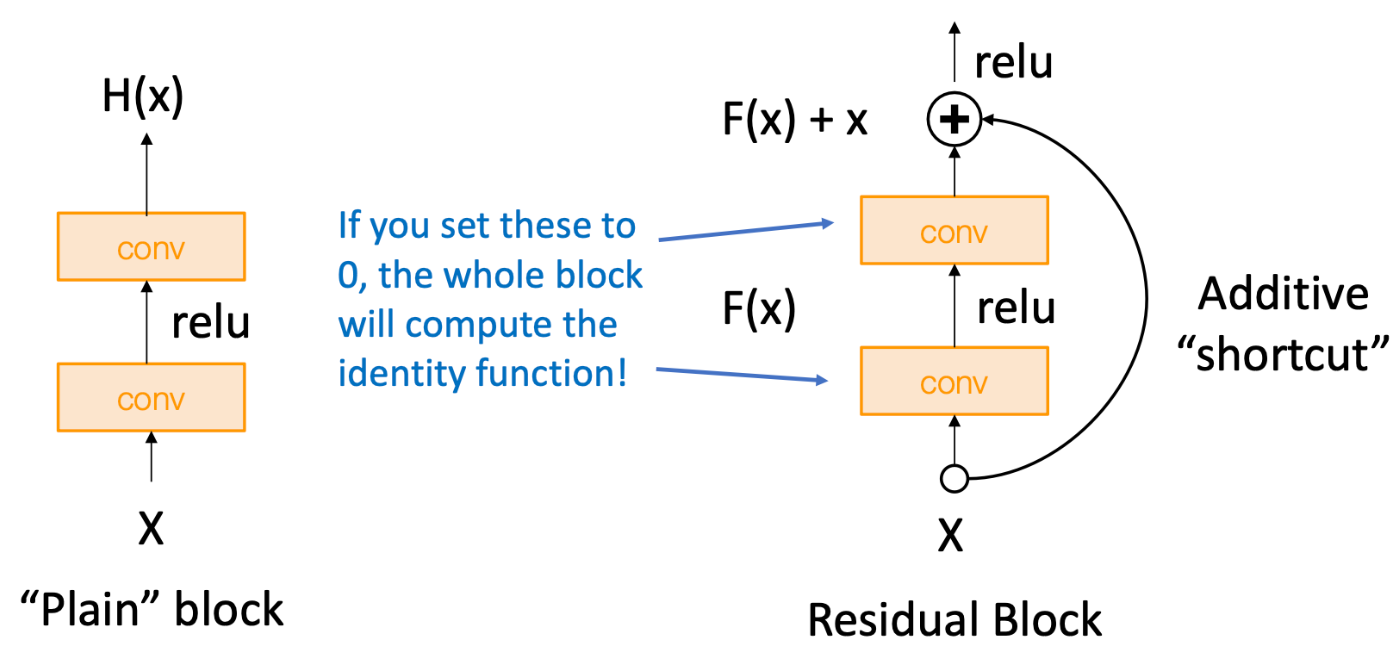 H(x)
conv
relu
conv
X
“Plain” block
If you set these to
0, the whole block
will compute the
identity function!
relu
F(x) + x
+
conv
F(x)
relu
conv
X
Residual Block
Additive
“shortcut”